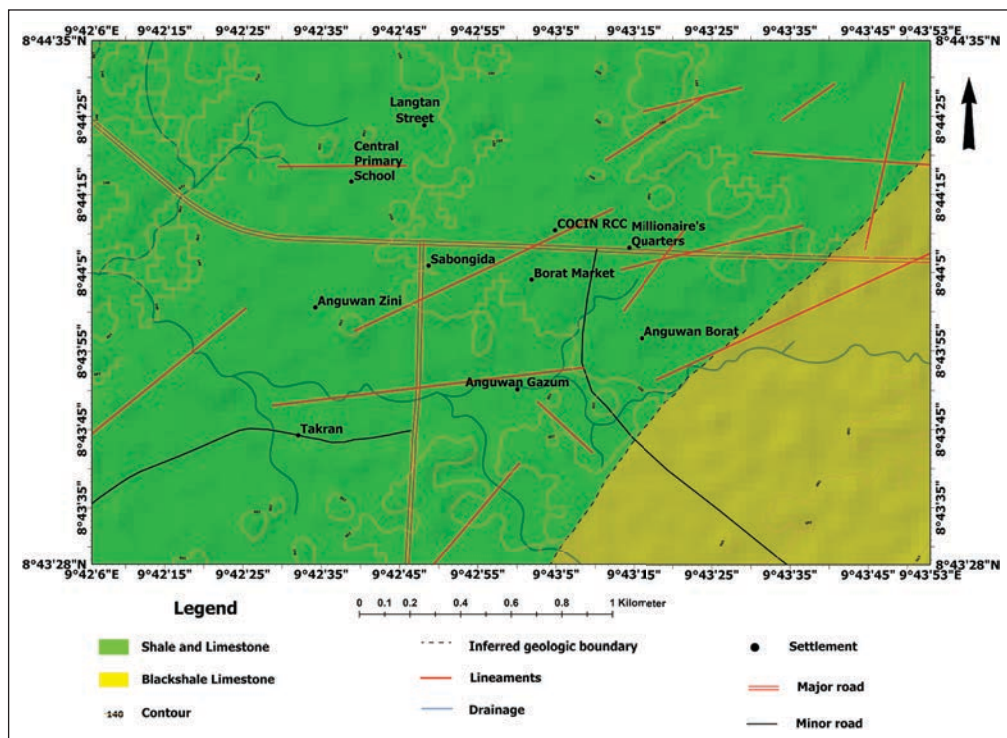 9°42'6"E 9°42'15"E 9°42'25"E 9°42'35"E 9°42'45"E 9°42'55"E 9°43'5"E 9°43'15"E 9°43'25"E 9°43'35"E 9°43'45"E 9°43'53"E
8°44'35"N
8°44'35"N
8°44'25"
8°44'25"
8°44'15"
8°44'15"
8°44'5"
8°44'5"
8°43'55"
8°43'55"
8°43'45"
8°43'45"
8°43'35"
8°43'35"
8°43'28"N
8°43'28"N
Langtan
Street
Central
Primary
School
COCIN RCC
Millionaire's
Quarters
Sabongida
Borat Market
Anguwan Zini
Anguwan Borat
Anguwan Gazum
Takran
9°42'6"E 9°42'15" 9°42'25" 9°42'35" 9°42'45" 9°42'55" 9°43'5" 9°43'15" 9°43'25" 9°43'35" 9°43'45" 9°43'53"E
Legend
0 0.1 0.2 0.4 0.6 0.8 1 Kilometer
Shale and Limestone
Inferred geologic boundary
Settlement
Blackshale Limestone
Lineaments
Major road
140 Contour
Drainage
Minor road